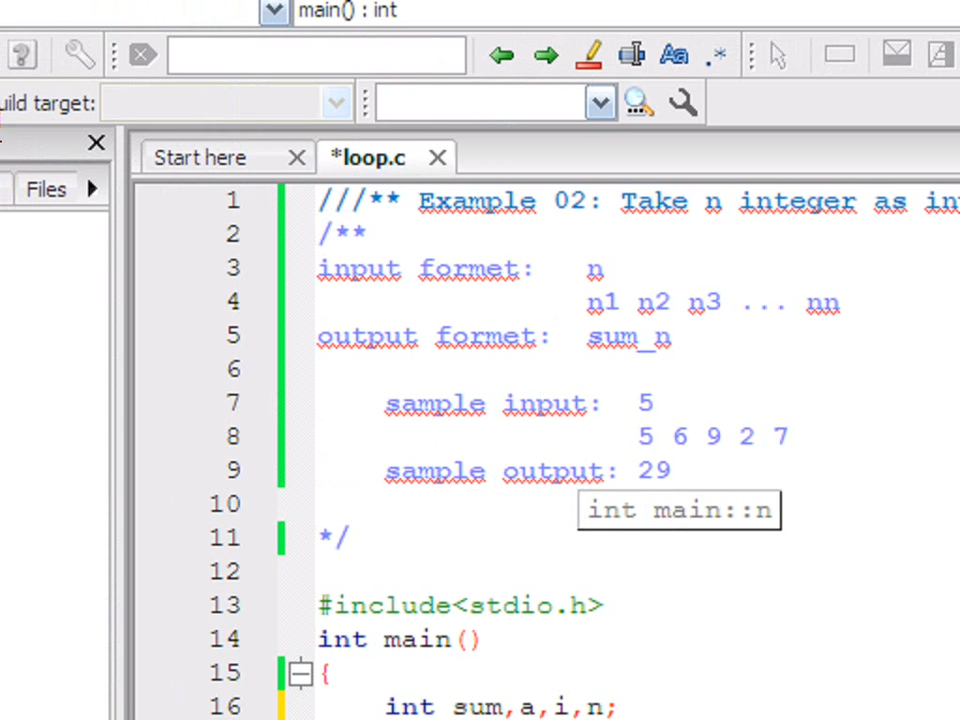 main() : int
uild target:
Files
Start here
*loop.c
1 ///** Example 02: Take n integer as in
2 /**
3 input formet: n
4 n1 n2 n3 ... nn
5 output formet: sum_n
6
7 sample input: 5
8 5 6 9 2 7
9 sample output: 29
int main::n
10
11 */
12
13 #include<stdio.h>
14 int main()
15 {
16 int sum,a,i,n;